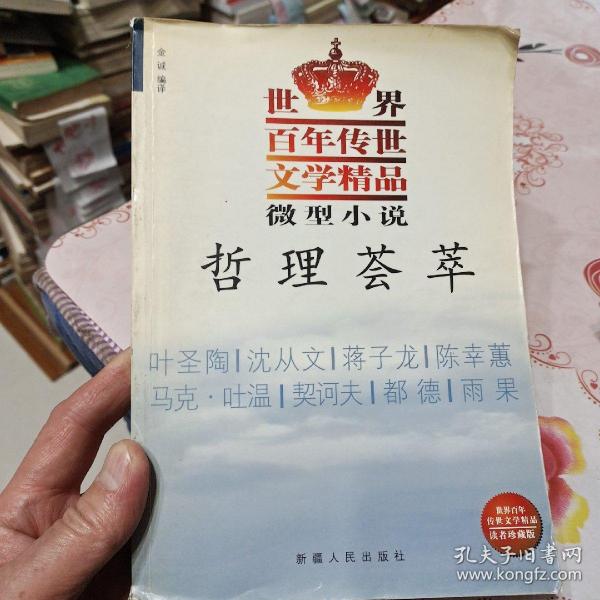 金诚 编译
世界
百年传世
文学精品
微型小说
哲理荟萃
叶圣陶|沈从文|蒋子龙|陈幸蕙
马克·吐温|契诃夫|都德|雨果
世界百年
传世文学精品
读者珍藏版
新疆人民出版社
孔夫子旧书网
www.kongfz.com